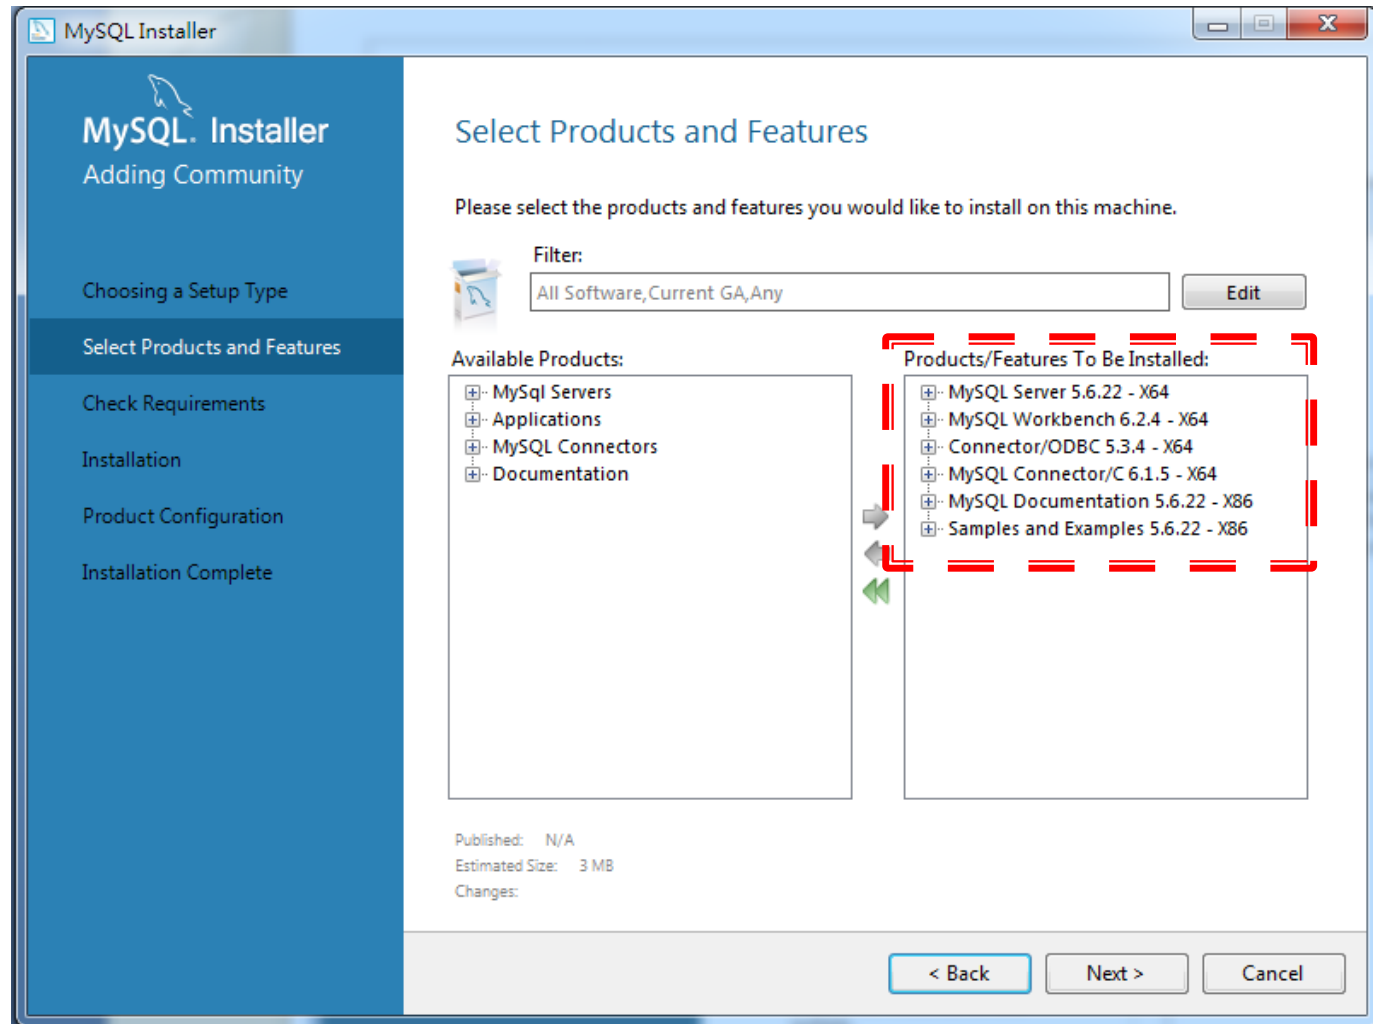 MySQL Installer
MySQL. Installer
Adding Community
Choosing a Setup Type
Select Products and Features
Check Requirements
Installation
Product Configuration
Installation Complete
Select Products and Features
Please select the products and features you would like to install on this machine.
Filter:
All Software,Current GA,Any
Edit
Available Products:
MySql Servers
Applications
MySQL Connectors
Documentation
Products/Features To Be Installed:
MySQL Server 5.6.22 - X64
MySQL Workbench 6.2.4 - X64
Connector/ODBC 5.3.4 - X64
MySQL Connector/C 6.1.5 - X64
MySQL Documentation 5.6.22 - X86
Samples and Examples 5.6.22 - X86
Published: N/A
Estimated Size: 3 MB
Changes:
< Back
Next >
Cancel